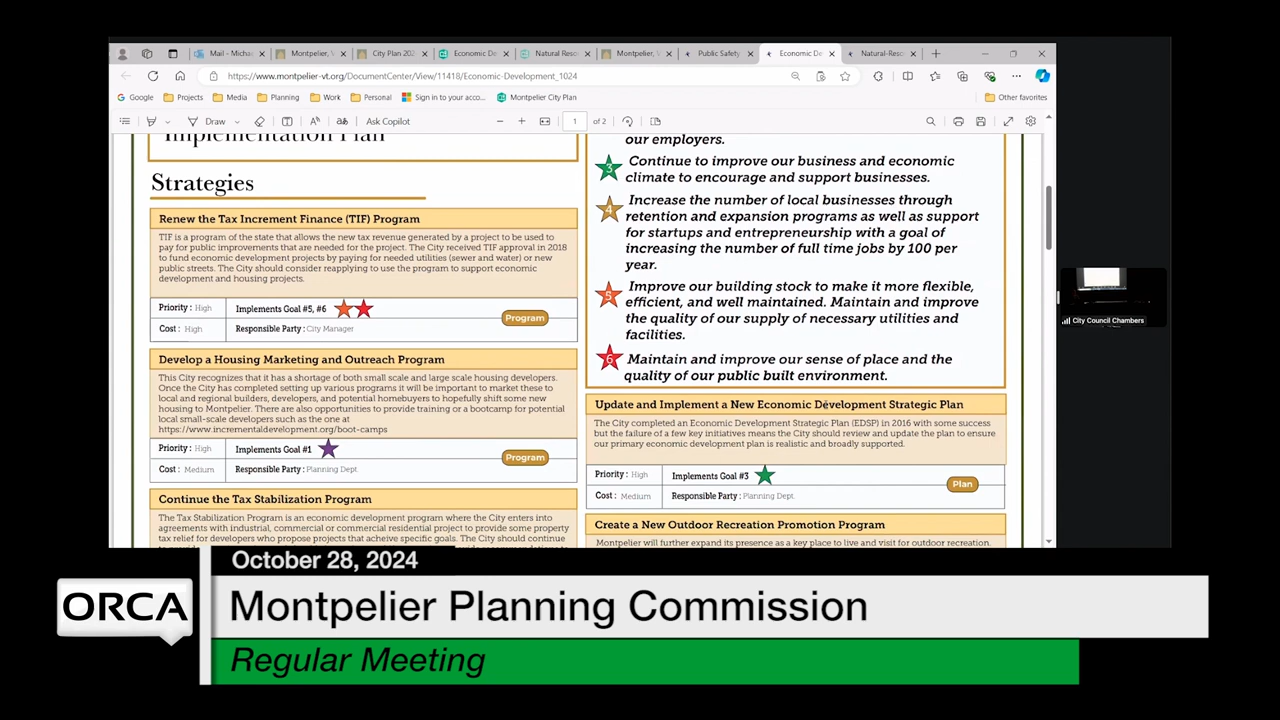 Mail - Micha
Montpelier, V
City Plan 202
Economic De
Natural Reso
Montpelier, V
Public Safety
Economic De
Natural-Reso
https://www.montpelier-vt.org/DocumentCenter/View/11418/Economic-Development_1024
Google
Projects
Media
Planning
Work
Personal
Sign in to your acco...
Montpelier City Plan
Other favorites
Draw
Ask Copilot
1 of 2
Implementation Plan
Strategies
Renew the Tax Increment Finance (TIF) Program
TIF is a program of the state that allows the new tax revenue generated by a project to be used to
pay for public improvements that are needed for the project. The City received TIF approval in 2018
to fund economic development projects by paying for needed utilities (sewer and water) or new
public streets. The City should consider reapplying to use the program to support economic
development and housing projects.
Priority : High
Implements Goal #5, #6
Program
Cost : High
Responsible Party : City Manager
Develop a Housing Marketing and Outreach Program
This City recognizes that it has a shortage of both small scale and large scale housing developers.
Once the City has completed setting up various programs it will be important to market these to
local and regional builders, developers, and potential homebuyers to hopefully shift some new
housing to Montpelier. There are also opportunities to provide training or a bootcamp for potential
local small-scale developers such as the one at
https://www.incrementaldevelopment.org/boot-camps
Priority : High
Implements Goal #1
Program
Cost : Medium
Responsible Party : Planning Dept.
Continue the Tax Stabilization Program
The Tax Stabilization Program is an economic development program where the City enters into
agreements with industrial, commercial or commercial residential project to provide some property
tax relief for developers who propose projects that acheive specific goals. The City should continue
our employers.
3
Continue to improve our business and economic
climate to encourage and support businesses.
4
Increase the number of local businesses through
retention and expansion programs as well as support
for startups and entrepreneurship with a goal of
increasing the number of full time jobs by 100 per
year.
5
Improve our building stock to make it more flexible,
efficient, and well maintained. Maintain and improve
the quality of our supply of necessary utilities and
facilities.
6
Maintain and improve our sense of place and the
quality of our public built environment.
Update and Implement a New Economic Development Strategic Plan
The City completed an Economic Development Strategic Plan (EDSP) in 2016 with some success
but the failure of a few key initiatives means the City should review and update the plan to ensure
our primary economic development plan is realistic and broadly supported.
Priority : High
Implements Goal #3
Plan
Cost : Medium
Responsible Party : Planning Dept.
Create a New Outdoor Recreation Promotion Program
Montpelier will further expand its presence as a key place to live and visit for outdoor recreation.
City Council Chambers
October 28, 2024
ORCA
Montpelier Planning Commission
Regular Meeting